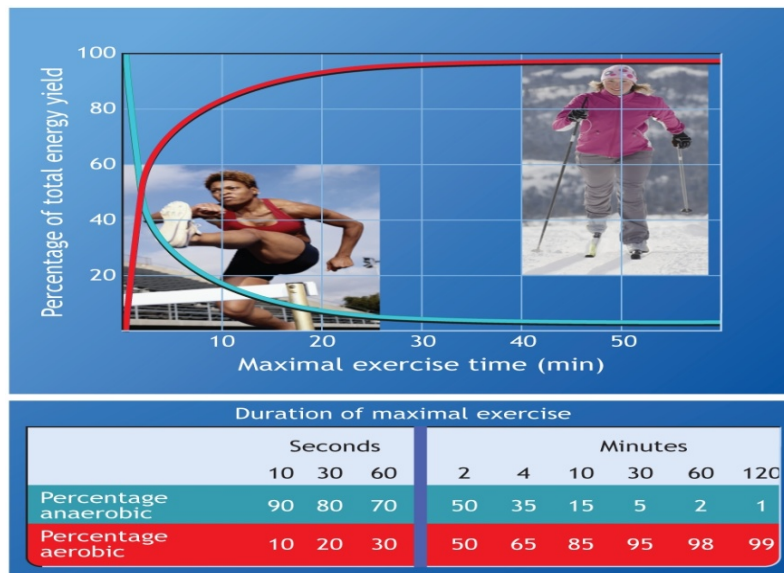 Percentage of total energy yield
100
80
60
40
20
10 20 30 40 50
Maximal exercise time (min)
Duration of maximal exercise
Seconds Minutes
10 30 60 2 4 10 30 60 120
Percentage
anaerobic 90 80 70 50 35 15 5 2 1
Percentage
aerobic 10 20 30 50 65 85 95 98 99